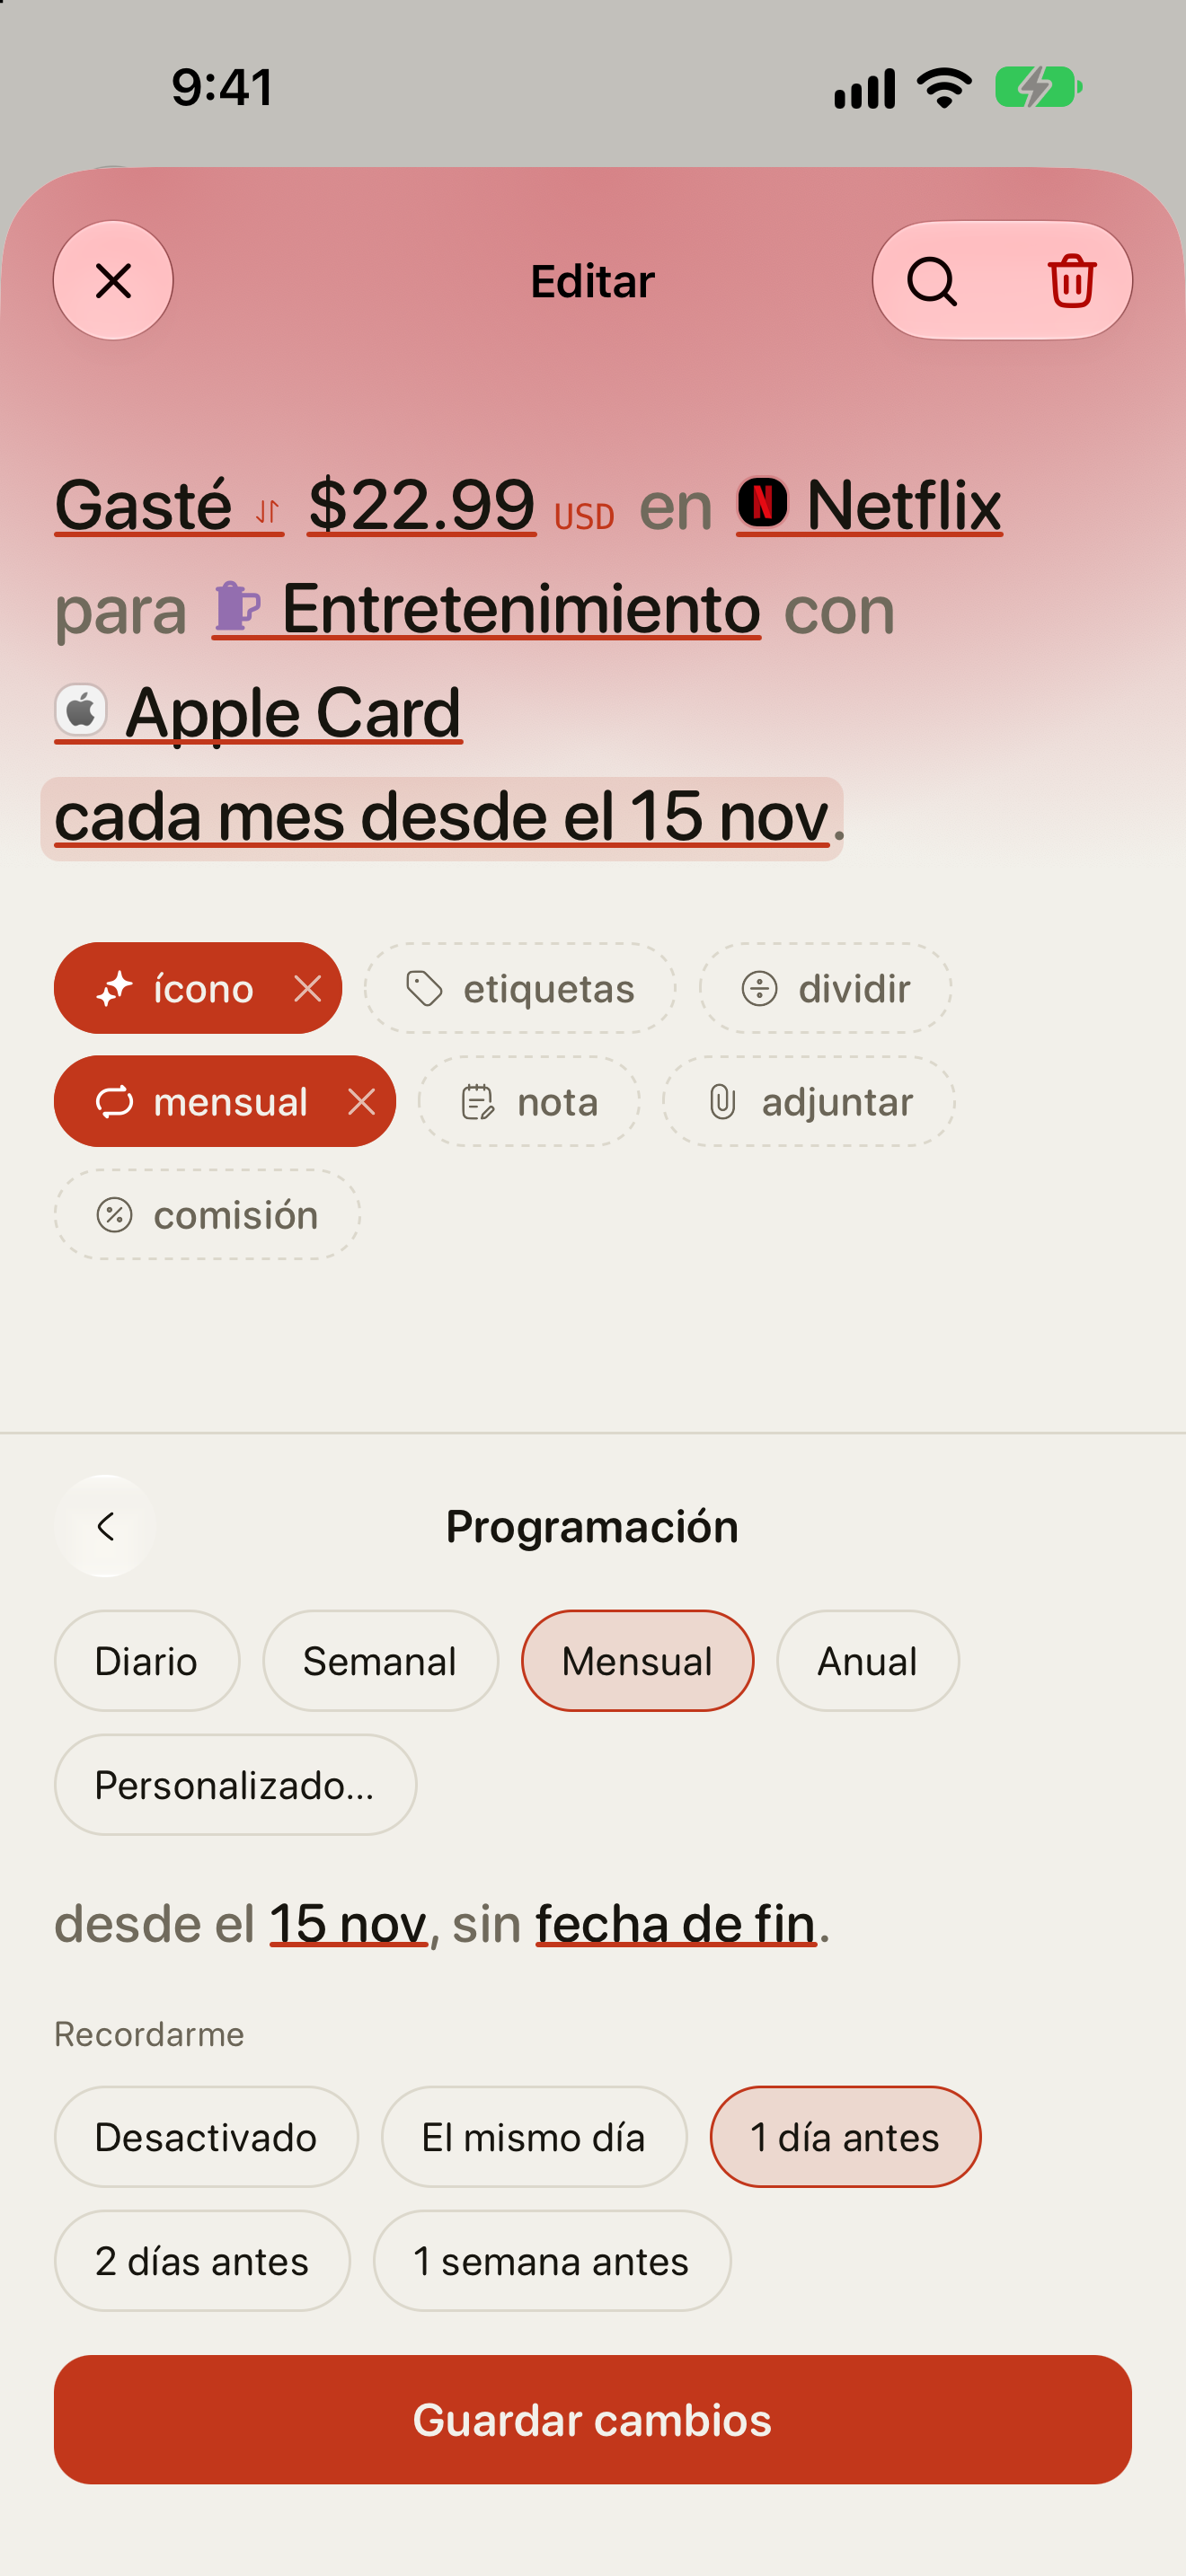 9:41
Editar
Gasté $22.99 USD en Netflix
para Entretenimiento con
Apple Card
cada mes desde el 15 nov.
ícono etiquetas dividir
mensual nota adjuntar
comisión
Programación
Diario Semanal Mensual Anual
Personalizado...
desde el 15 nov, sin fecha de fin.
Recordarme
Desactivado El mismo día 1 día antes
2 días antes 1 semana antes
Guardar cambios